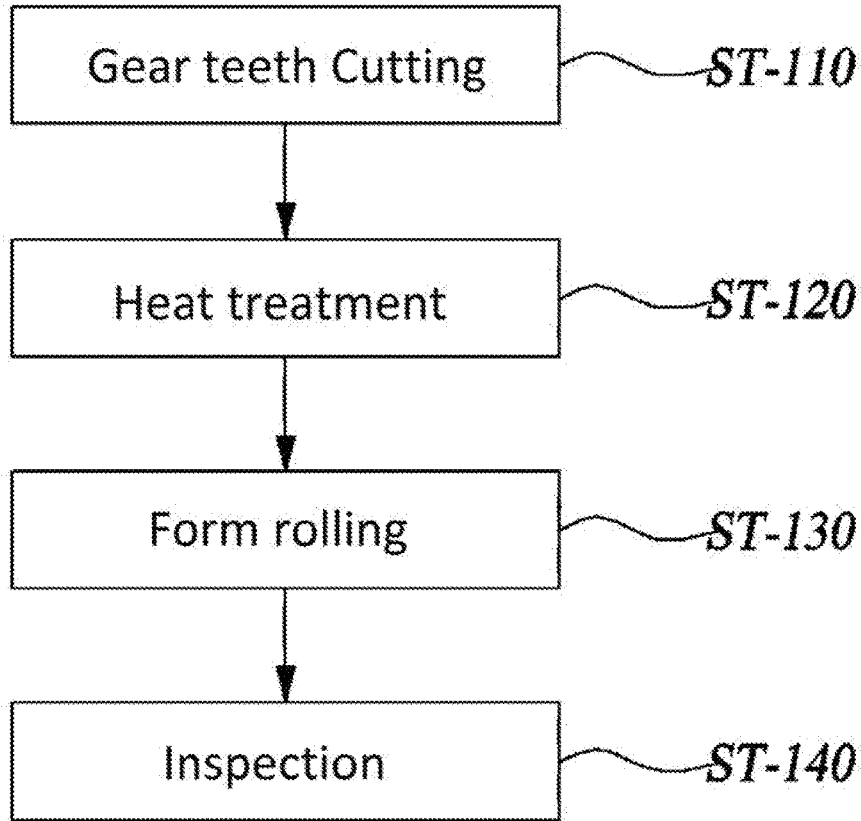 Gear teeth Cutting ST-110
Heat treatment ST-120
Form rolling ST-130
Inspection ST-140